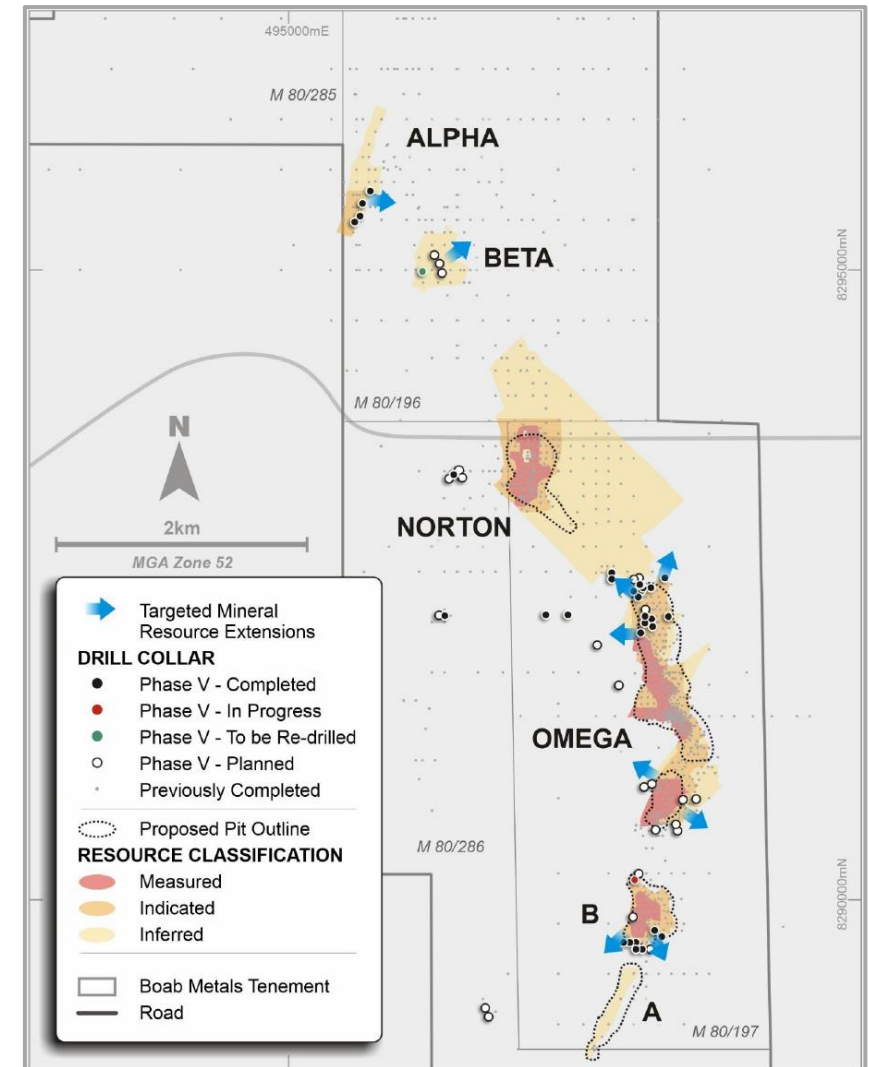 495000mE
M 80/285
ALPHA
BETA
8295000mN
M 80/196
N
2km
MGA Zone 52
NORTON
Targeted Mineral
Resource Extensions
DRILL COLLAR
Phase V - Completed
Phase V - In Progress
Phase V - To be Re-drilled
Phase V - Planned
Previously Completed
Proposed Pit Outline
RESOURCE CLASSIFICATION
Measured
Indicated
Inferred
Boab Metals Tenement
Road
OMEGA
M 80/286
8290000mN
B
A
M 80/197